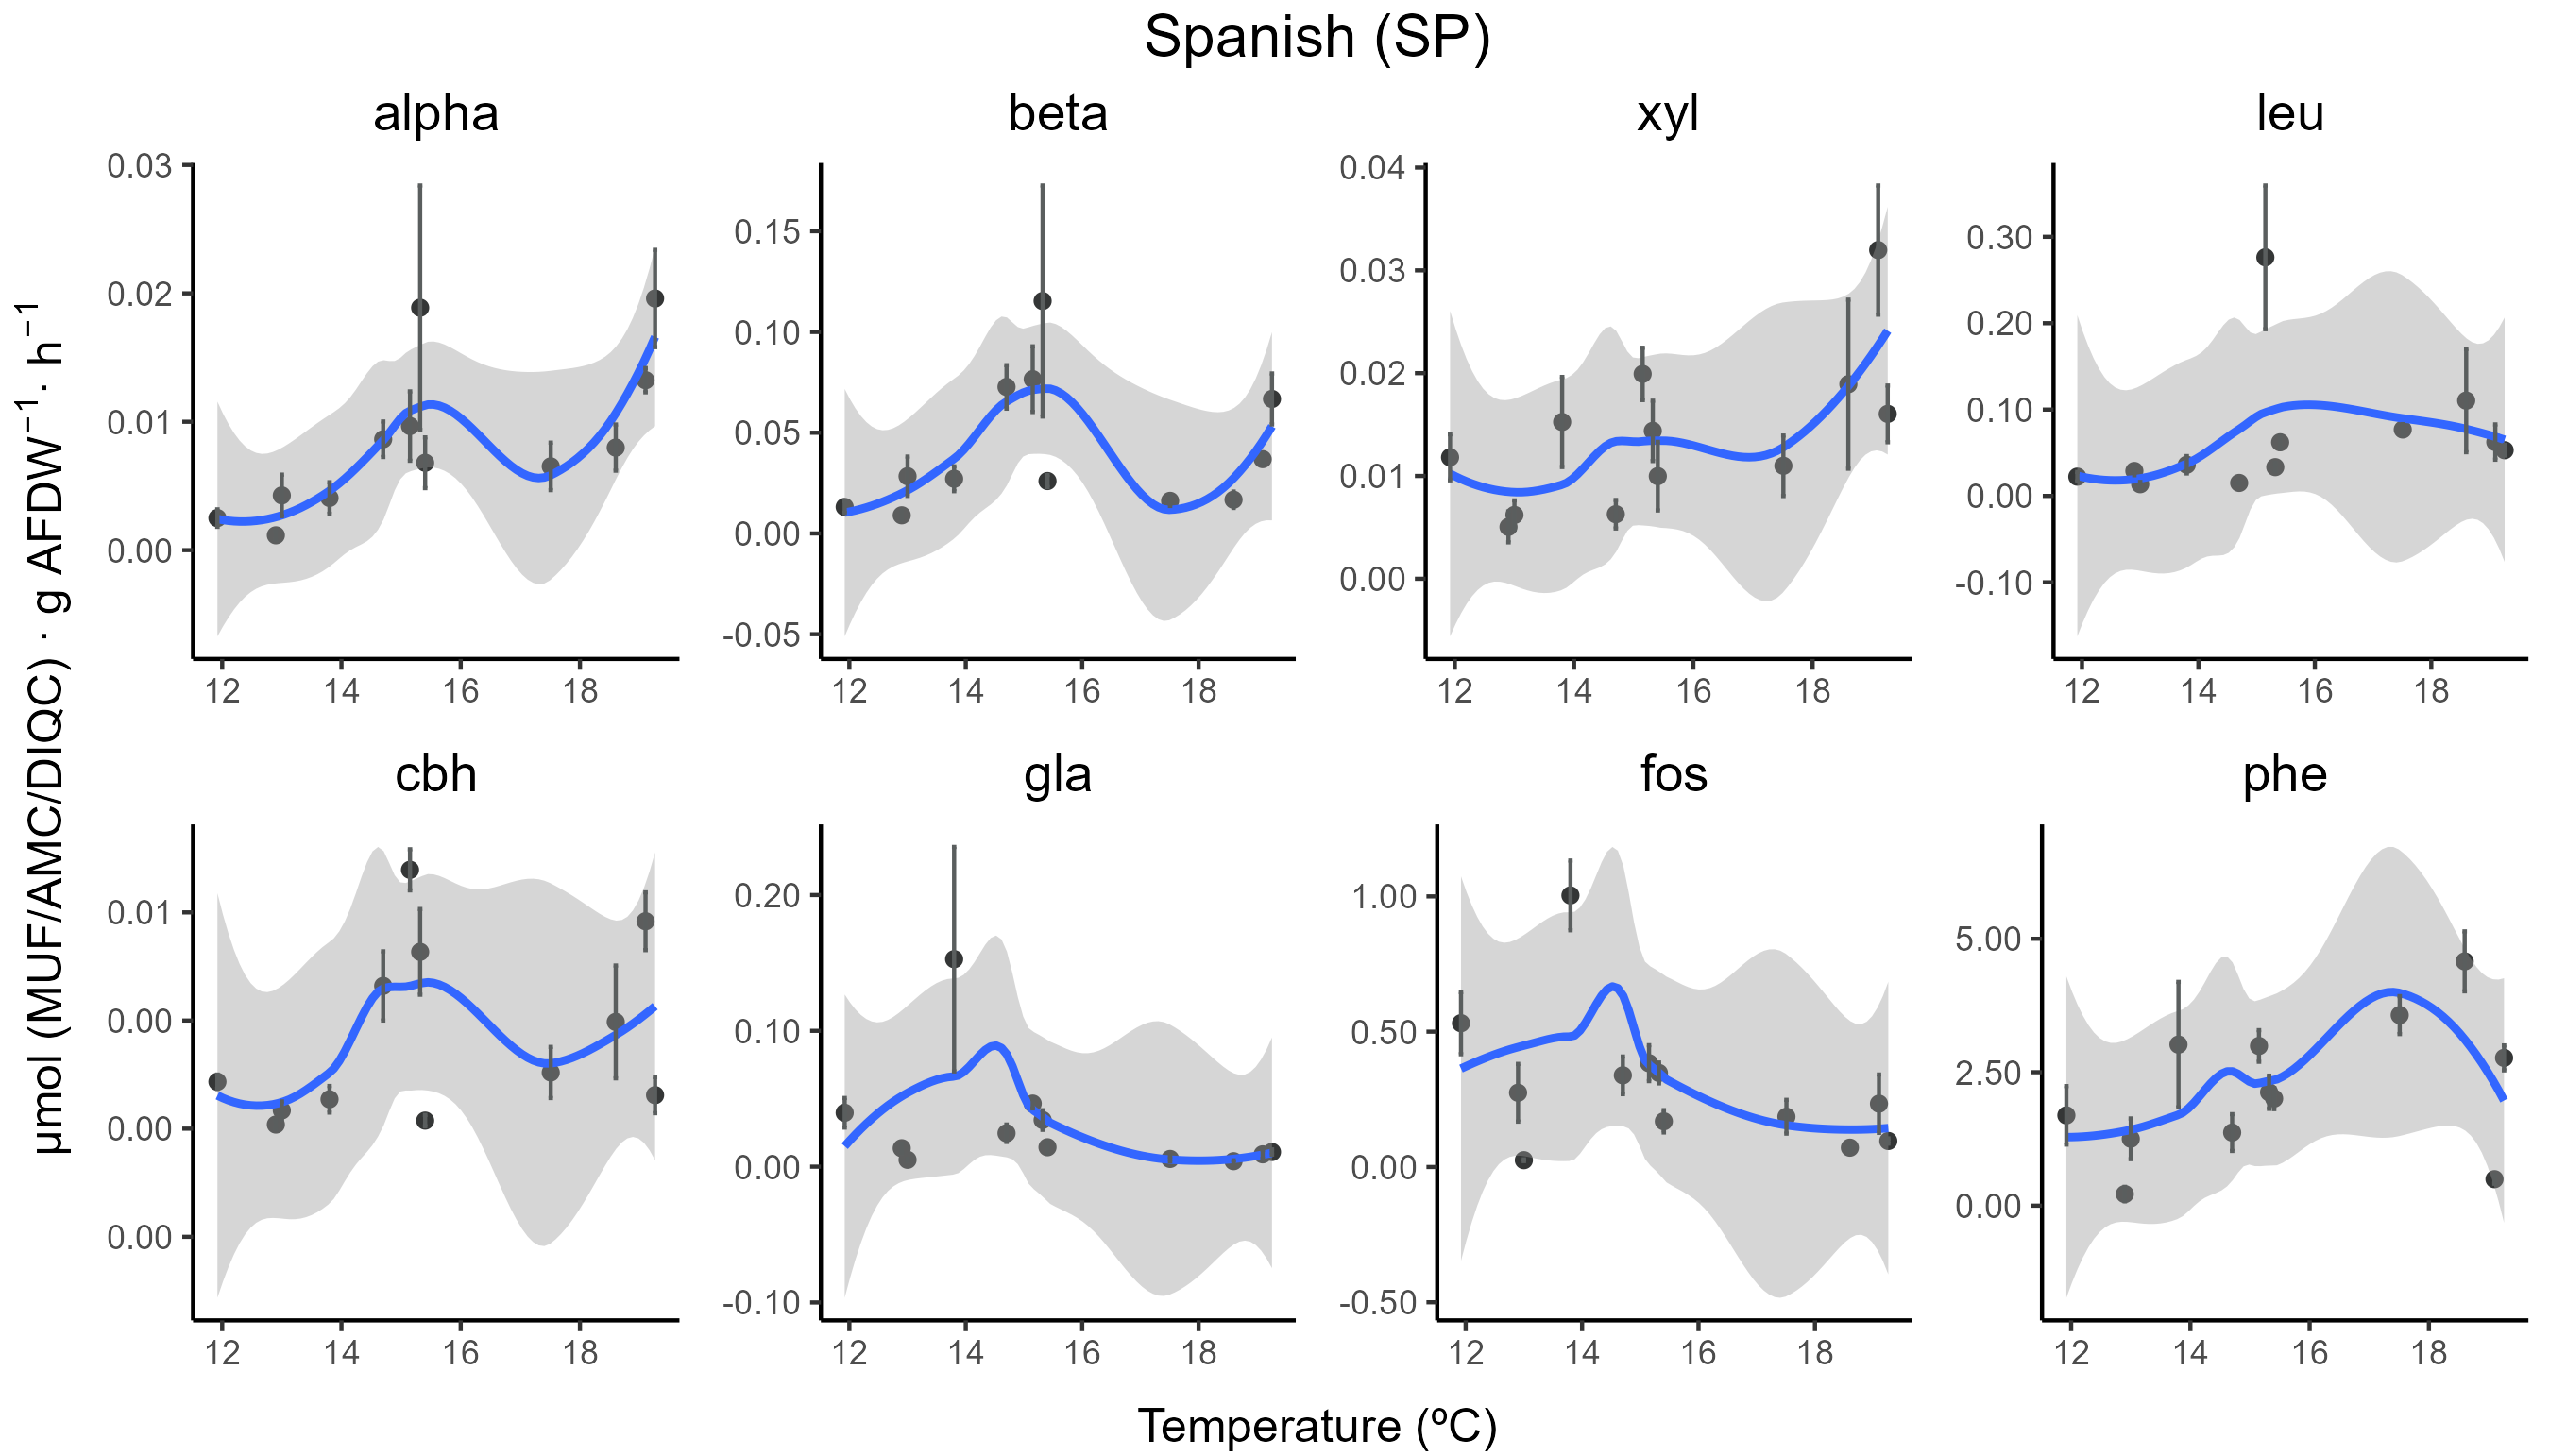 Spanish (SP)
alpha
beta
xyl
leu
0.03
0.02
0.01
0.00
12 14 16 18
0.15
0.10
0.05
0.00
-0.05
12 14 16 18
0.04
0.03
0.02
0.01
0.00
12 14 16 18
0.30
0.20
0.10
0.00
-0.10
12 14 16 18
µmol (MUF/AMC/DIQC) · g AFDW⁻¹· h⁻¹
cbh
gla
fos
phe
0.01
0.00
0.00
0.00
12 14 16 18
0.20
0.10
0.00
-0.10
12 14 16 18
1.00
0.50
0.00
-0.50
12 14 16 18
5.00
2.50
0.00
12 14 16 18
Temperature (ºC)